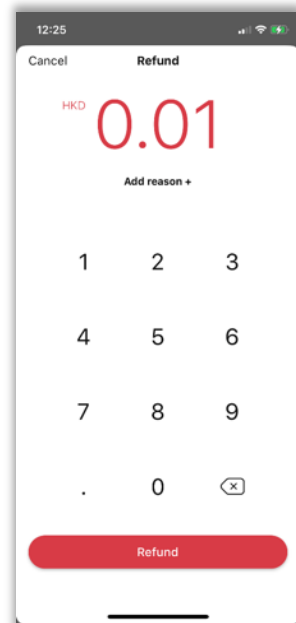 12:25
Cancel Refund
HKD 0.01
Add reason +
1 2 3
4 5 6
7 8 9
. 0
Refund